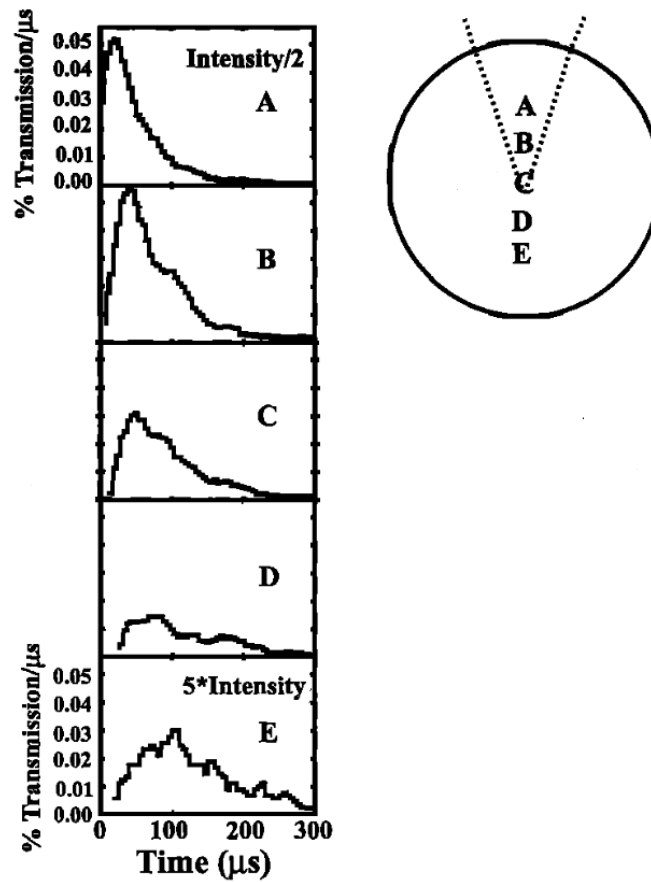 0.05
Intensity/2
0.04
A
0.03
0.02
0.01
0.00
% Transmission/μs
B
C
D
0.05
5*Intensity
0.04
E
0.03
0.02
0.01
0.00
% Transmission/μs
0 100 200 300
Time (μs)
A
B
C
D
E